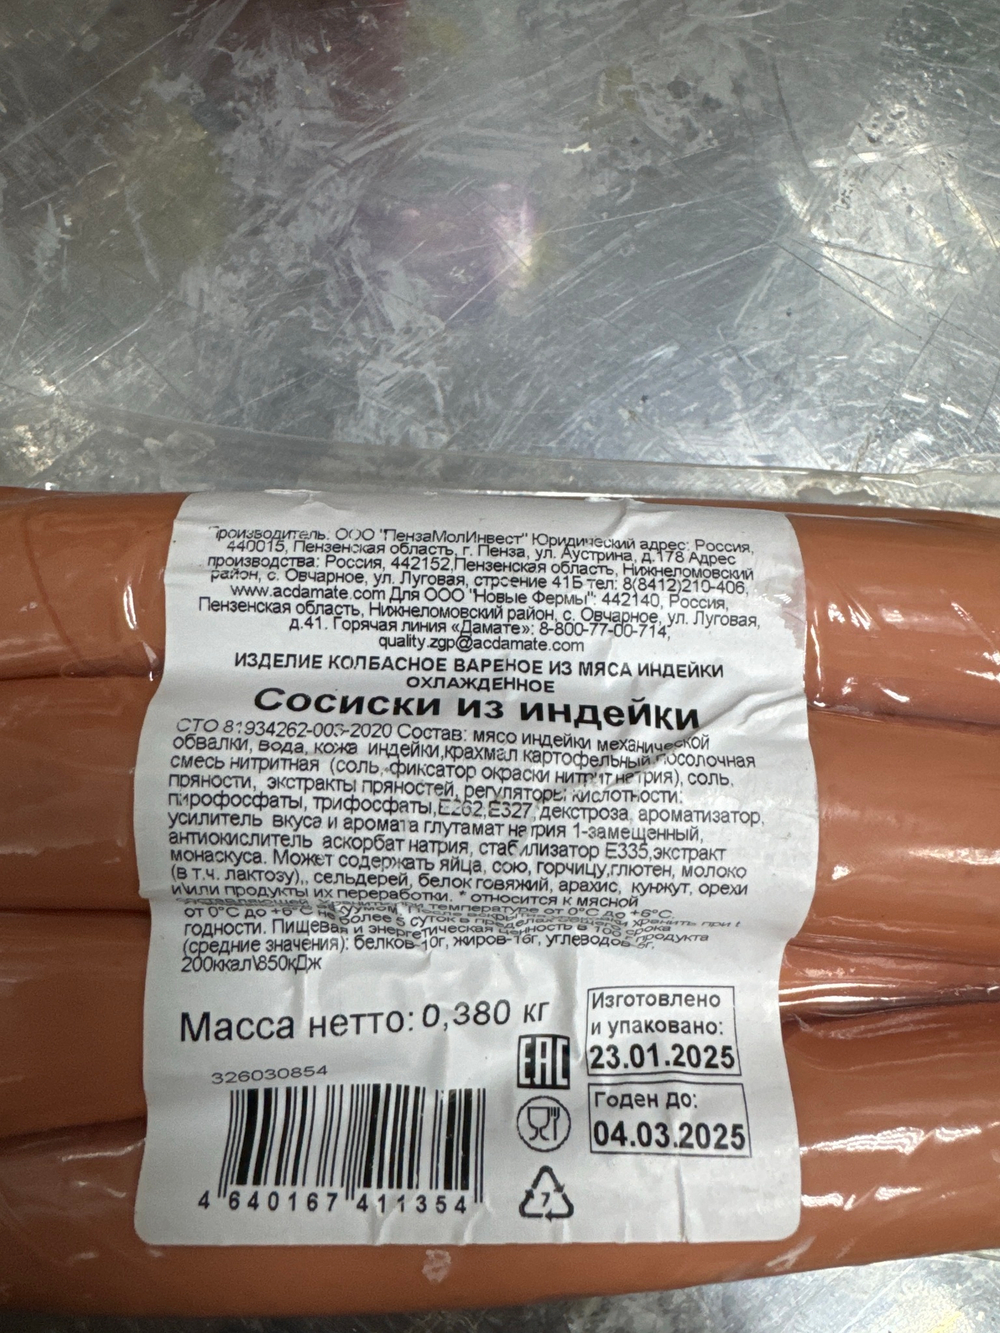 Производитель: ООО "ПензаМолИнвест" Юридический адрес: Россия,
440015, Пензенская область, г. Пенза, ул. Аустрина, д.178 Адрес
производства: Россия, 442152,Пензенская область, Нижнеломовский
район, с. Овчарное, ул. Луговая, строение 41Б тел: 8(8412)210-406,
www.acdamate.com Для ООО "Новые Фермы": 442140, Россия,
Пензенская область, Нижнеломовский район, с. Овчарное, ул. Луговая,
д.41. Горячая линия «Дамате»: 8-800-77-00-714;
quality.zgp@acdamate.com
ИЗДЕЛИЕ КОЛБАСНОЕ ВАРЕНОЕ ИЗ МЯСА ИНДЕЙКИ
ОХЛАЖДЕННОЕ
Сосиски из индейки
СТО 81934262-003-2020 Состав: мясо индейки механической
обвалки, вода, кожа индейки,крахмал картофельный,посолочная
смесь нитритная (соль, фиксатор окраски нитрит натрия), соль,
пряности, экстракты пряностей, регуляторы кислотности:
пирофосфаты, трифосфаты,Е262,Е327, декстроза, ароматизатор,
усилитель вкуса и аромата глутамат натрия 1-замещенный,
антиокислитель аскорбат натрия, стабилизатор Е335,экстракт
монаскуса. Может содержать яйца, сою, горчицу,глютен, молоко
(в т.ч. лактозу),, сельдерей, белок говяжий, арахис, кунжут, орехи
и\или продукты их переработки. * относится к мясной
при температуре от 0°С до +6°С.
от 0°С до +6°С не более 5 суток в пределах срока
годности. Пищевая и энергетическая ценность в 100г продукта
(средние значения): белков-10г, жиров-16г, углеводов-
200ккал\850кДж
Масса нетто: 0,380 кг
Изготовлено
и упаковано:
23.01.2025
EAC
Годен до:
04.03.2025
326030854
4 640167 411354
7